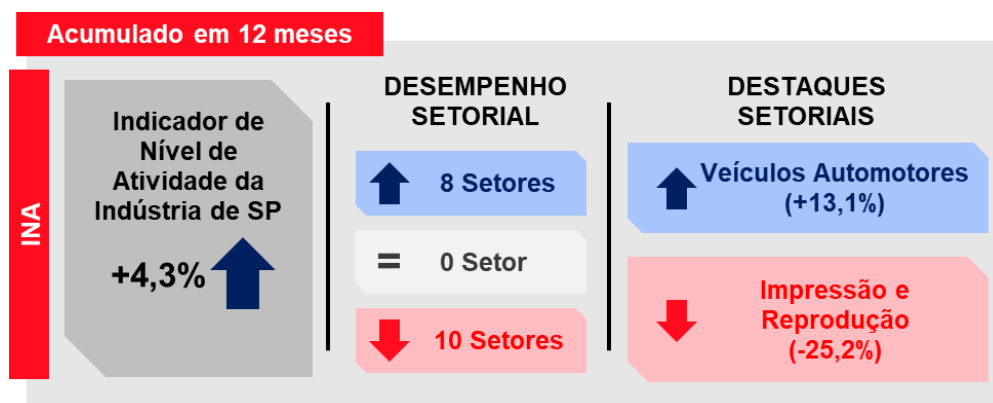 Acumulado em 12 meses
INA
Indicador de
Nível de
Atividade da
Indústria de SP
+4,3%
DESEMPENHO
SETORIAL
8 Setores
= 0 Setor
10 Setores
DESTAQUES
SETORIAIS
Veículos Automotores
(+13,1%)
Impressão e
Reprodução
(-25,2%)